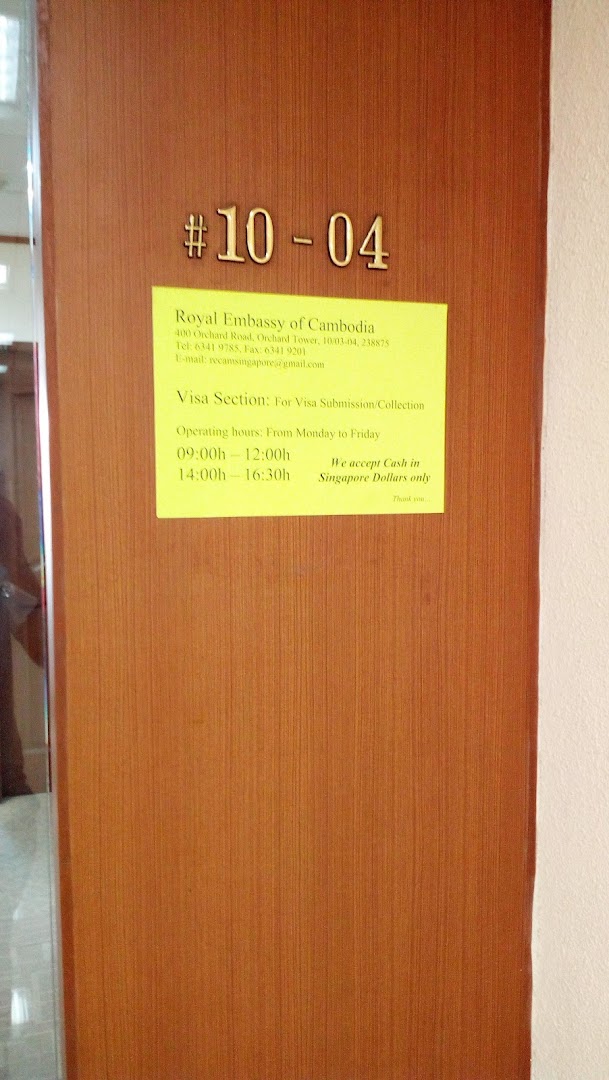 #10-04
Royal Embassy of Cambodia
400 Orchard Road, Orchard Tower, 10/03-04, 238875
Tel: 6341 9785, Fax: 6341 9201
E-mail: recamsingapore@gmail.com
Visa Section: For Visa Submission/Collection
Operating hours: From Monday to Friday
09:00h – 12:00h
14:00h – 16:30h
We accept Cash in
Singapore Dollars only
Thank you...